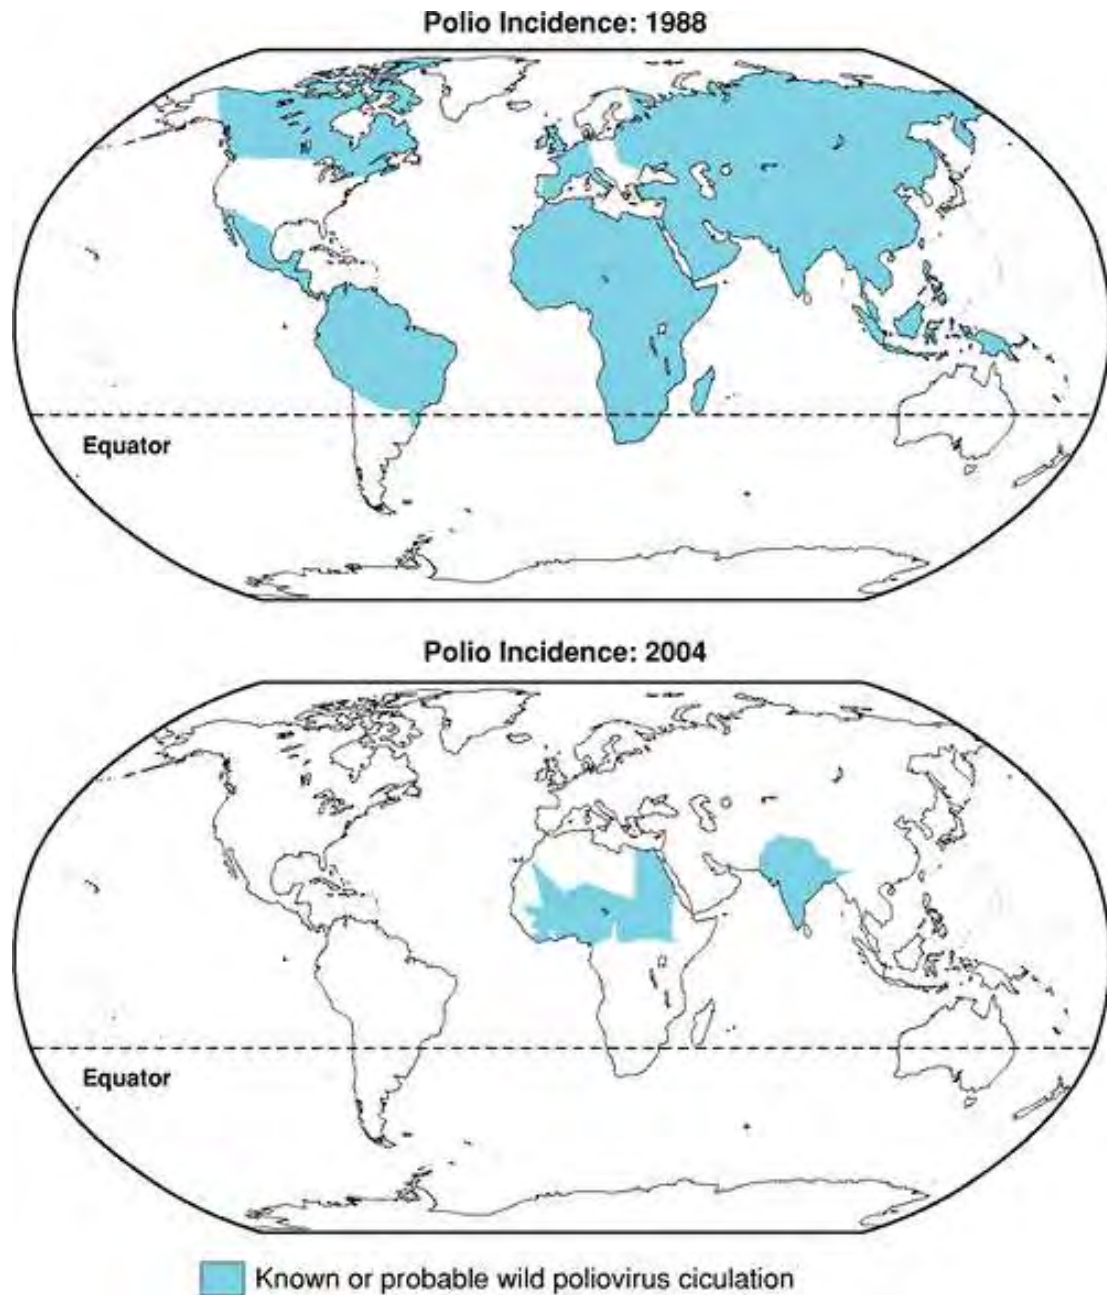 Polio Incidence: 1988
Equator
Polio Incidence: 2004
Equator
Known or probable wild poliovirus ciculation